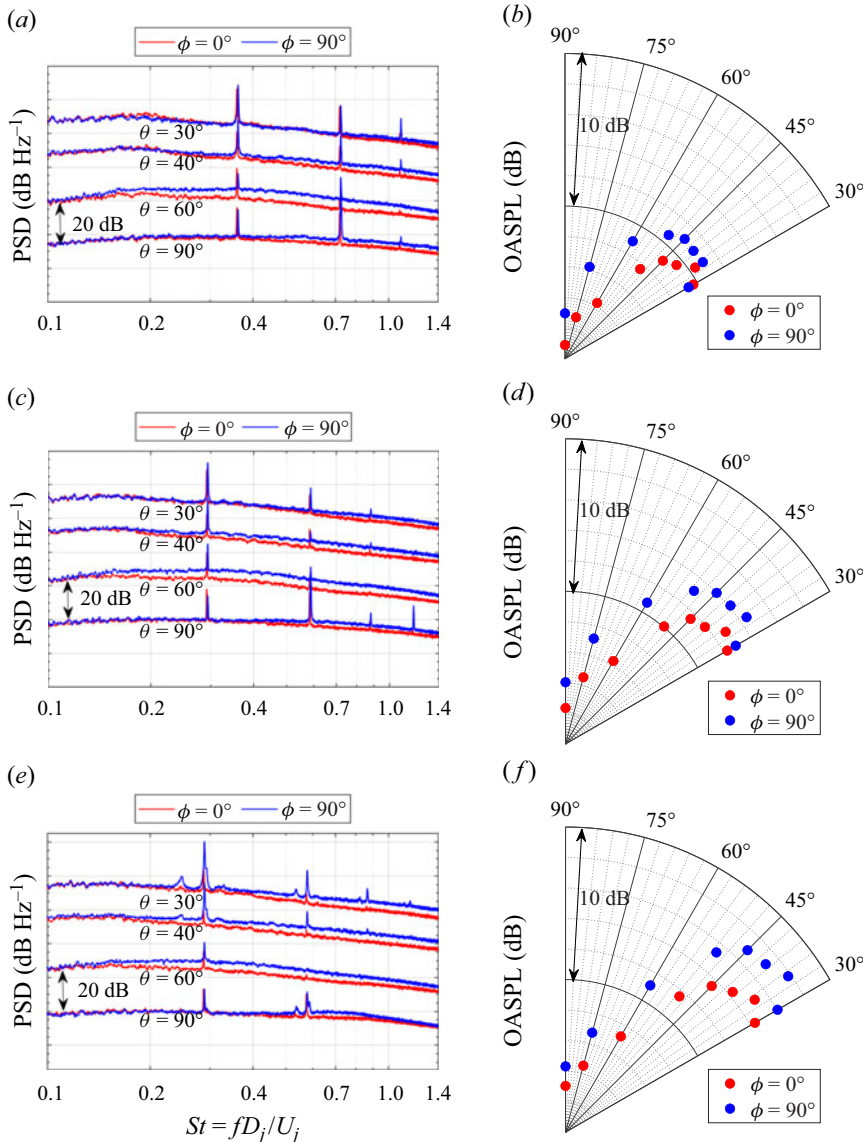 (a)
ϕ = 0° ϕ = 90°
PSD (dB Hz⁻¹)
θ = 30°
θ = 40°
θ = 60°
20 dB
θ = 90°
0.1 0.2 0.4 0.7 1.0 1.4
(b)
90°
75°
60°
45°
30°
10 dB
OASPL (dB)
ϕ = 0°
ϕ = 90°
(c)
ϕ = 0° ϕ = 90°
PSD (dB Hz⁻¹)
θ = 30°
θ = 40°
θ = 60°
20 dB
θ = 90°
0.1 0.2 0.4 0.7 1.0 1.4
(d)
90°
75°
60°
45°
30°
10 dB
OASPL (dB)
ϕ = 0°
ϕ = 90°
(e)
ϕ = 0° ϕ = 90°
PSD (dB Hz⁻¹)
θ = 30°
θ = 40°
θ = 60°
20 dB
θ = 90°
0.1 0.2 0.4 0.7 1.0 1.4
St = fD_j/U_j
(f)
90°
75°
60°
45°
30°
10 dB
OASPL (dB)
ϕ = 0°
ϕ = 90°